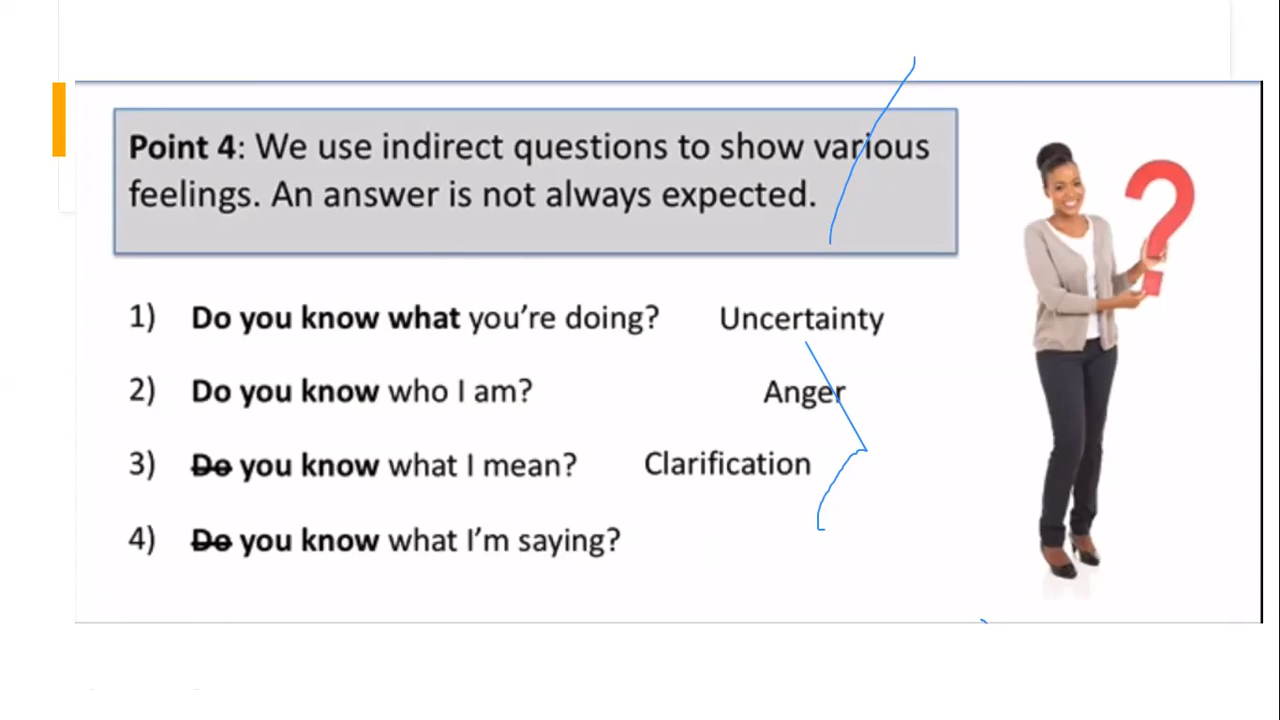 Point 4: We use indirect questions to show various
feelings. An answer is not always expected.
1) Do you know what you're doing? Uncertainty
2) Do you know who I am? Anger
3) Do you know what I mean? Clarification
4) Do you know what I'm saying?